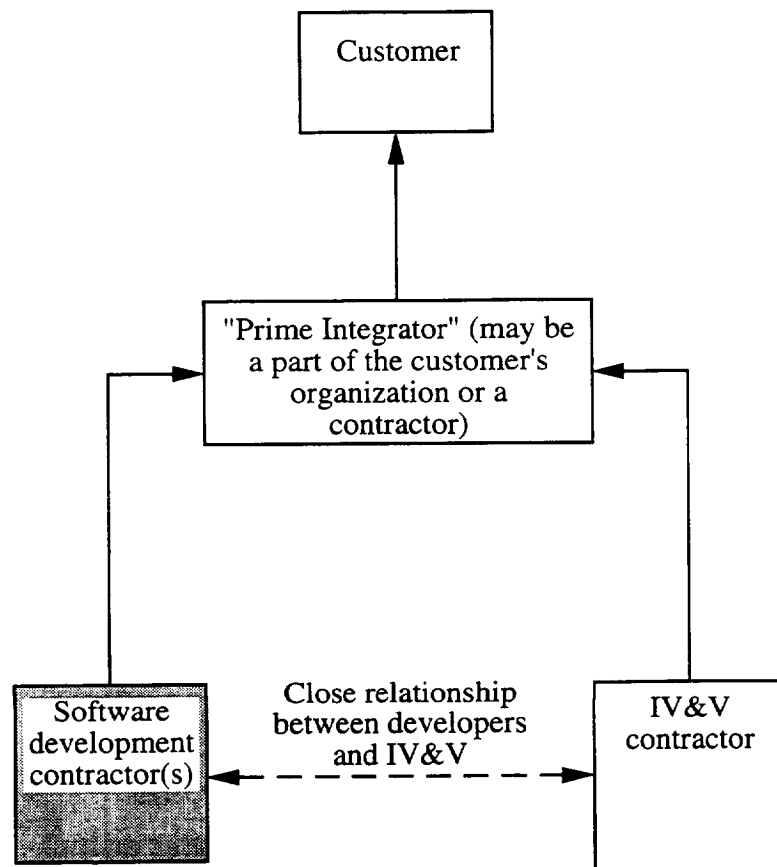 Customer
"Prime Integrator" (may be
a part of the customer's
organization or a
contractor)
Close relationship
between developers
and IV&V
Software
development
contractor(s)
IV&V
contractor